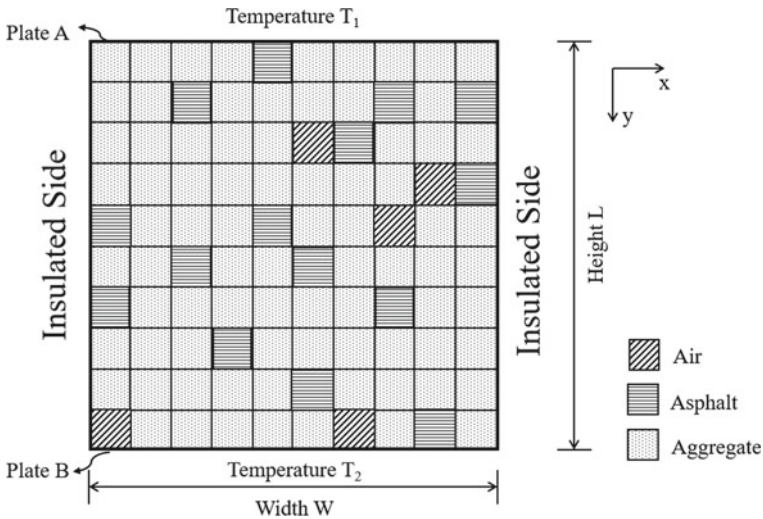 Temperature T₁
Plate A
x
y
Insulated Side
Insulated Side
Height L
Air
Asphalt
Aggregate
Plate B
Temperature T₂
Width W